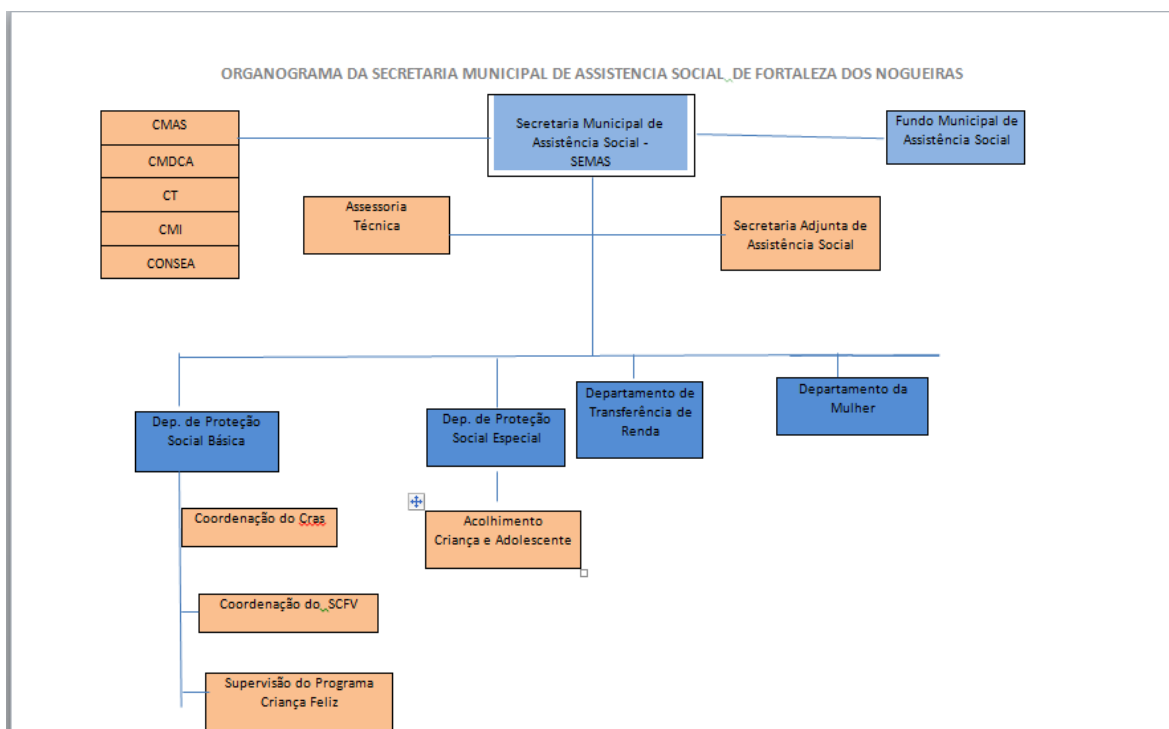 ORGANOGRAMA DA SECRETARIA MUNICIPAL DE ASSISTENCIA SOCIAL DE FORTALEZA DOS NOGUEIRAS
CMAS
CMDCA
CT
CMI
CONSEA
Secretaria Municipal de
Assistência Social -
SEMAS
Fundo Municipal de
Assistência Social
Assessoria
Técnica
Secretaria Adjunta de
Assistência Social
Dep. de Proteção
Social Básica
Dep. de Proteção
Social Especial
Departamento de
Transferência de
Renda
Departamento da
Mulher
Coordenação do Cras
Acolhimento
Criança e Adolescente
Coordenação do SCFV
Supervisão do Programa
Criança Feliz